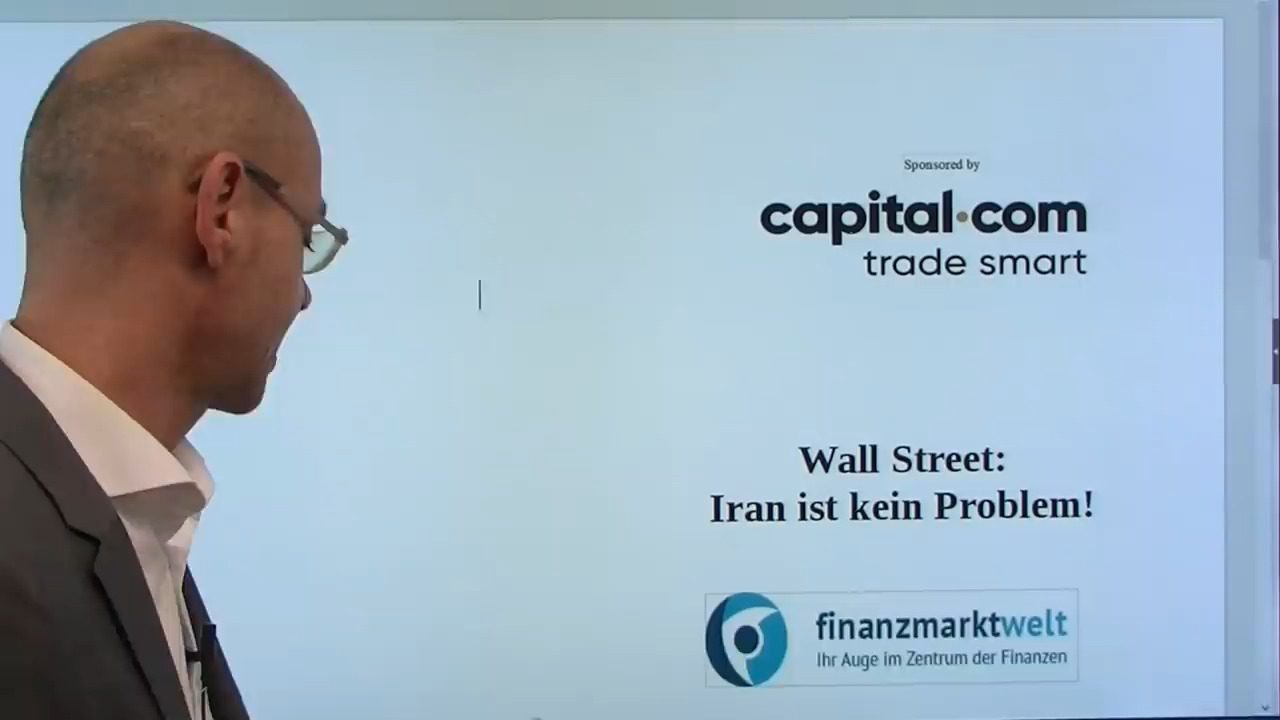 Sponsored by
capital.com
trade smart
Wall Street:
Iran ist kein Problem!
finanzmarktwelt
Ihr Auge im Zentrum der Finanzen